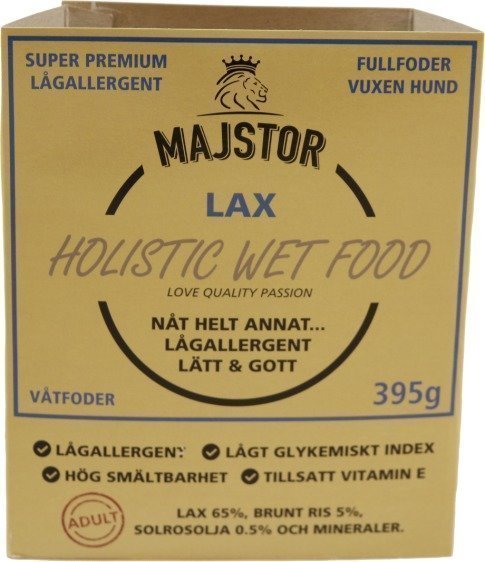 SUPER PREMIUM
LÅGALLERGENT
FULLFODER
VUXEN HUND
MAJSTOR
LAX
HOLISTIC WET FOOD
LOVE QUALITY PASSION
NÅT HELT ANNAT...
LÅGALLERGENT
LÄTT & GOTT
VÅTFODER
395g
LÅGALLERGENT
LÅGT GLYKEMISKT INDEX
HÖG SMÄLTBARHET
TILLSATT VITAMIN E
ADULT
LAX 65%, BRUNT RIS 5%,
SOLROSOLJA 0.5% OCH MINERALER.